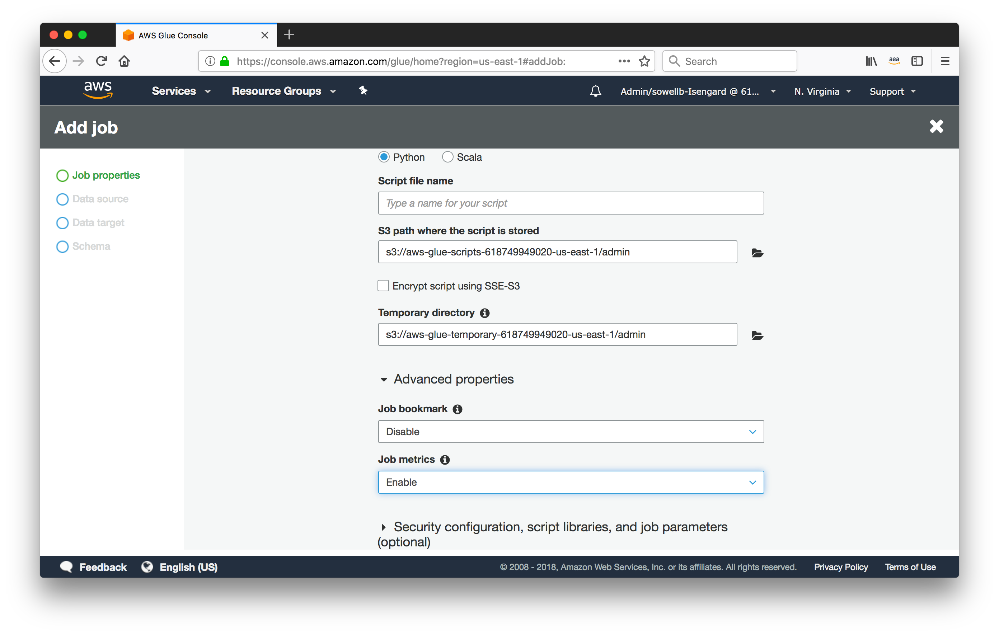 AWS Glue Console
https://console.aws.amazon.com/glue/home?region=us-east-1#addJob:
Search
aea
aws
Services
Resource Groups
Admin/sowellb-Isengard @ 61...
N. Virginia
Support
Add job
Job properties
Data source
Data target
Schema
Python
Scala
Script file name
Type a name for your script
S3 path where the script is stored
s3://aws-glue-scripts-618749949020-us-east-1/admin
Encrypt script using SSE-S3
Temporary directory
s3://aws-glue-temporary-618749949020-us-east-1/admin
Advanced properties
Job bookmark
Disable
Job metrics
Enable
Security configuration, script libraries, and job parameters
(optional)
Feedback
English (US)
© 2008 - 2018, Amazon Web Services, Inc. or its affiliates. All rights reserved.
Privacy Policy
Terms of Use